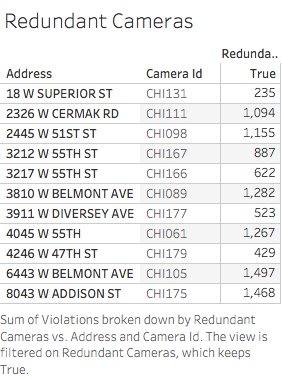 Redundant Cameras
Redunda..
Address Camera Id True
18 W SUPERIOR ST CHI131 235
2326 W CERMAK RD CHI111 1,094
2445 W 51ST ST CHI098 1,155
3212 W 55TH ST CHI167 887
3217 W 55TH ST CHI166 622
3810 W BELMONT AVE CHI089 1,282
3911 W DIVERSEY AVE CHI177 523
4045 W 55TH CHI061 1,267
4246 W 47TH ST CHI179 429
6443 W BELMONT AVE CHI105 1,497
8043 W ADDISON ST CHI175 1,468
Sum of Violations broken down by Redundant
Cameras vs. Address and Camera Id. The view is
filtered on Redundant Cameras, which keeps
True.